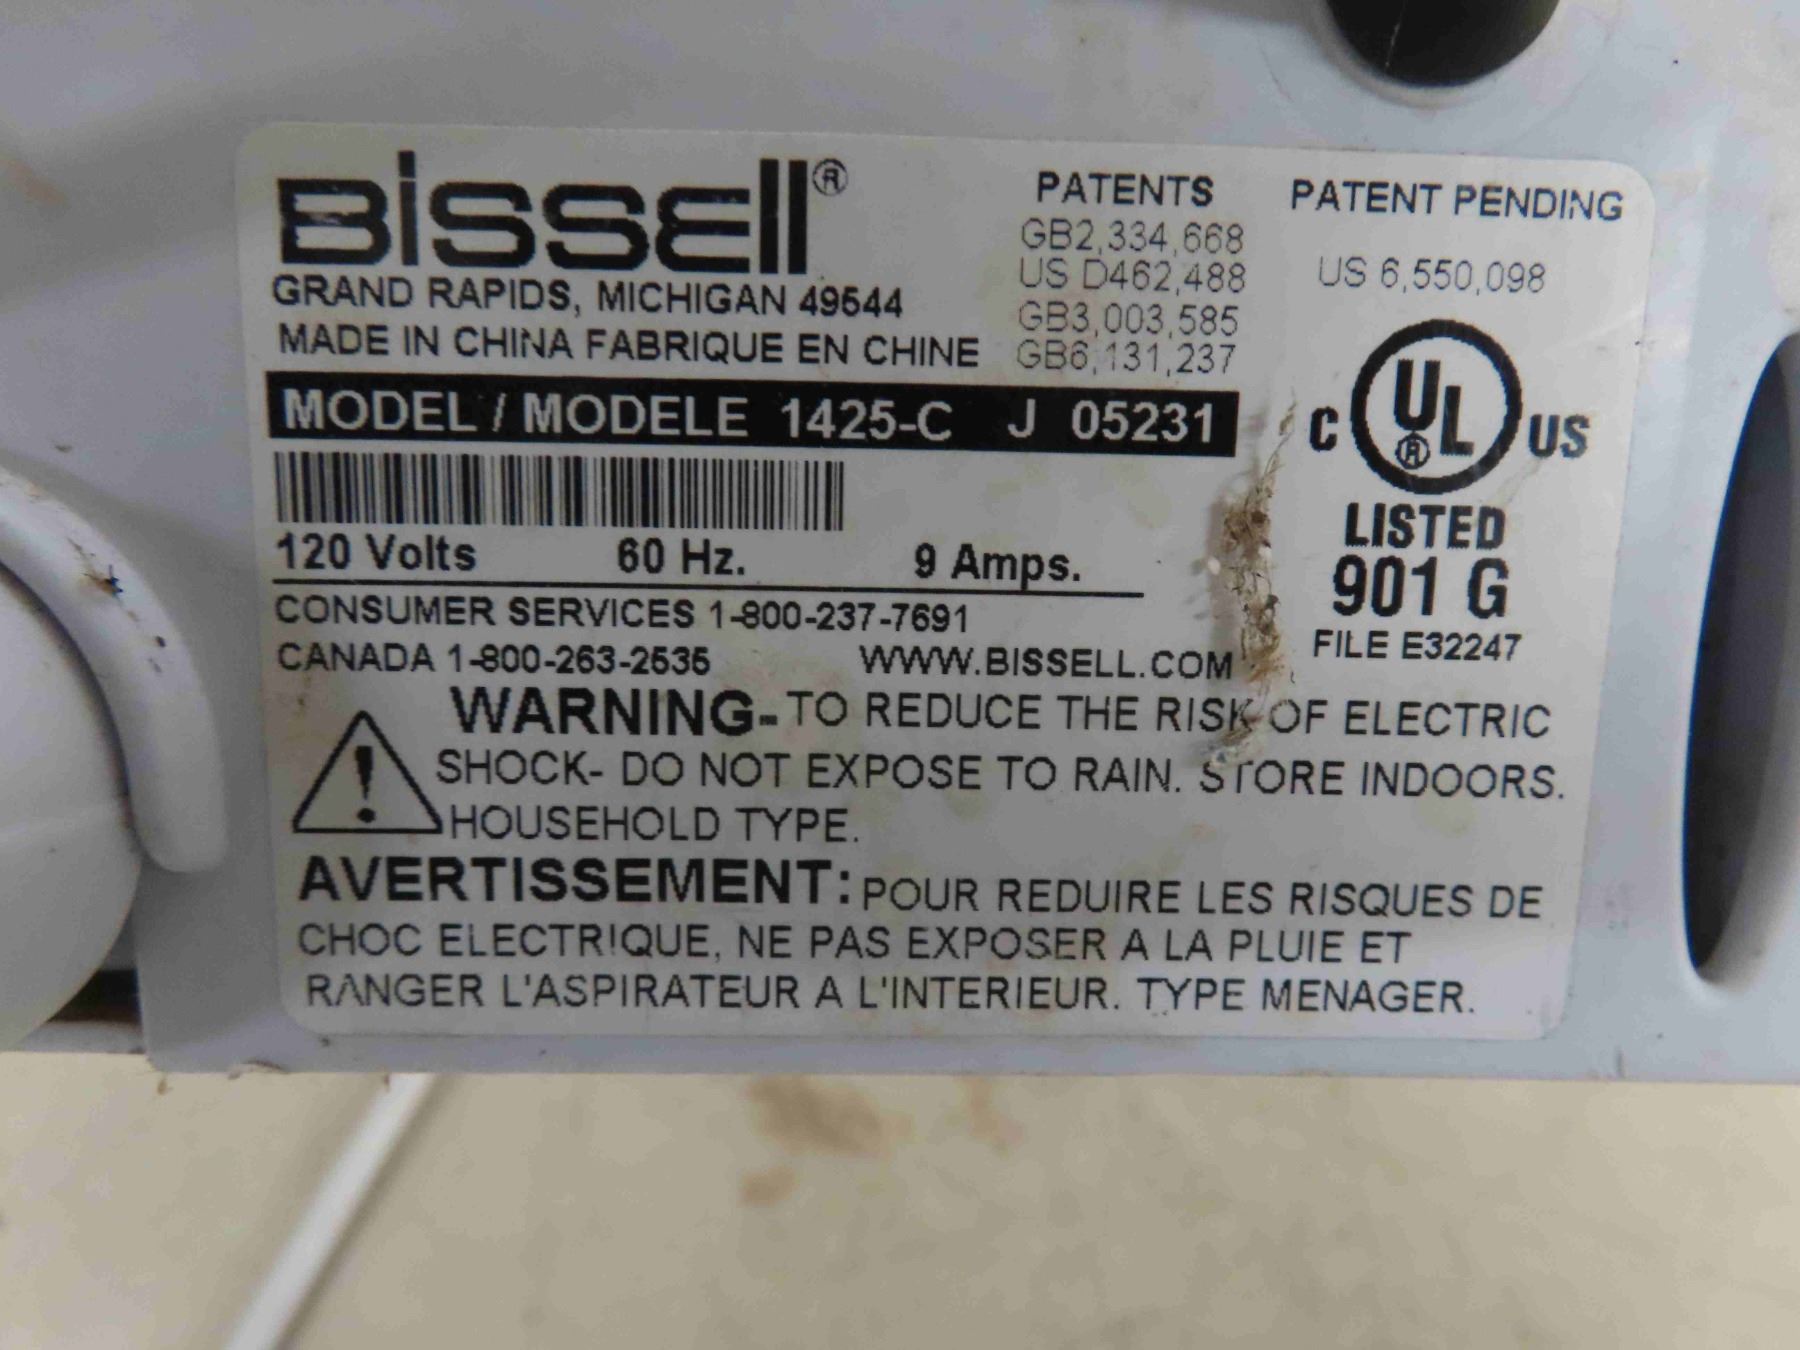 BISSELL®
GRAND RAPIDS, MICHIGAN 49544
MADE IN CHINA FABRIQUE EN CHINE
PATENTS
GB2,334,668
US D462,488
GB3,003,585
GB6,131,237
PATENT PENDING
US 6,550,098
MODEL / MODELE 1425-C J 05231
120 Volts 60 Hz. 9 Amps.
CONSUMER SERVICES 1-800-237-7691
CANADA 1-800-263-2535 WWW.BISSELL.COM
C UL® US
LISTED
901 G
FILE E32247
WARNING- TO REDUCE THE RISK OF ELECTRIC
SHOCK- DO NOT EXPOSE TO RAIN. STORE INDOORS.
! HOUSEHOLD TYPE.
AVERTISSEMENT: POUR REDUIRE LES RISQUES DE
CHOC ELECTRIQUE, NE PAS EXPOSER A LA PLUIE ET
RANGER L'ASPIRATEUR A L'INTERIEUR. TYPE MENAGER.